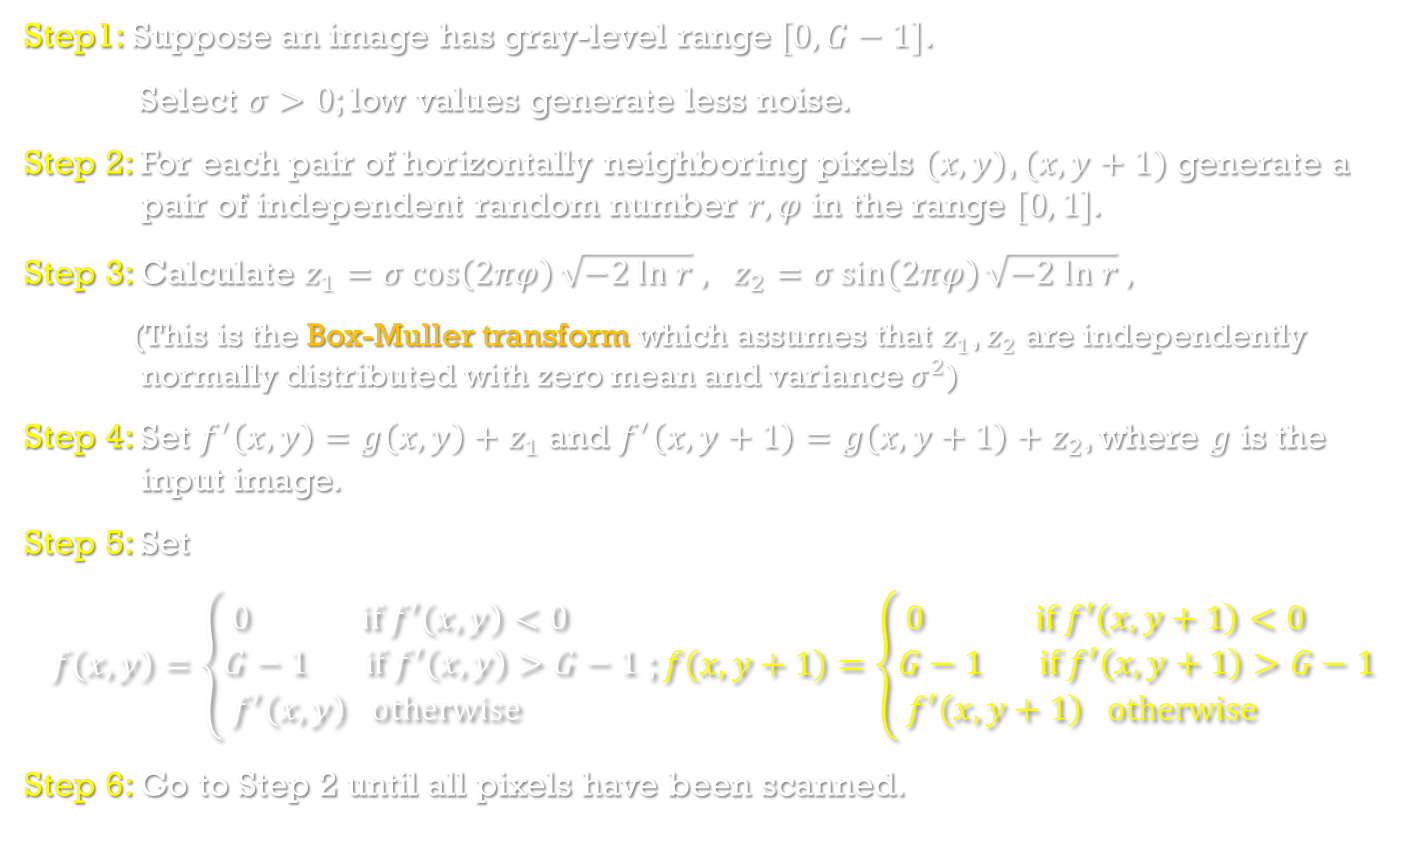 Step1: Suppose an image has gray-level range [0, G − 1].
Select σ > 0; low values generate less noise.
Step 2: For each pair of horizontally neighboring pixels (x, y), (x, y + 1) generate a
pair of independent random number r, φ in the range [0, 1].
Step 3: Calculate z₁ = σ cos(2πφ) √(−2 ln r) , z₂ = σ sin(2πφ) √(−2 ln r) ,
(This is the Box-Muller transform which assumes that z₁, z₂ are independently
normally distributed with zero mean and variance σ²)
Step 4: Set f′(x, y) = g(x, y) + z₁ and f′(x, y + 1) = g(x, y + 1) + z₂, where g is the
input image.
Step 5: Set
0 if f′(x, y) < 0 0 if f′(x, y + 1) < 0
f(x, y) = { G − 1 if f′(x, y) > G − 1 ; f(x, y + 1) = { G − 1 if f′(x, y + 1) > G − 1
f′(x, y) otherwise f′(x, y + 1) otherwise
Step 6: Go to Step 2 until all pixels have been scanned.